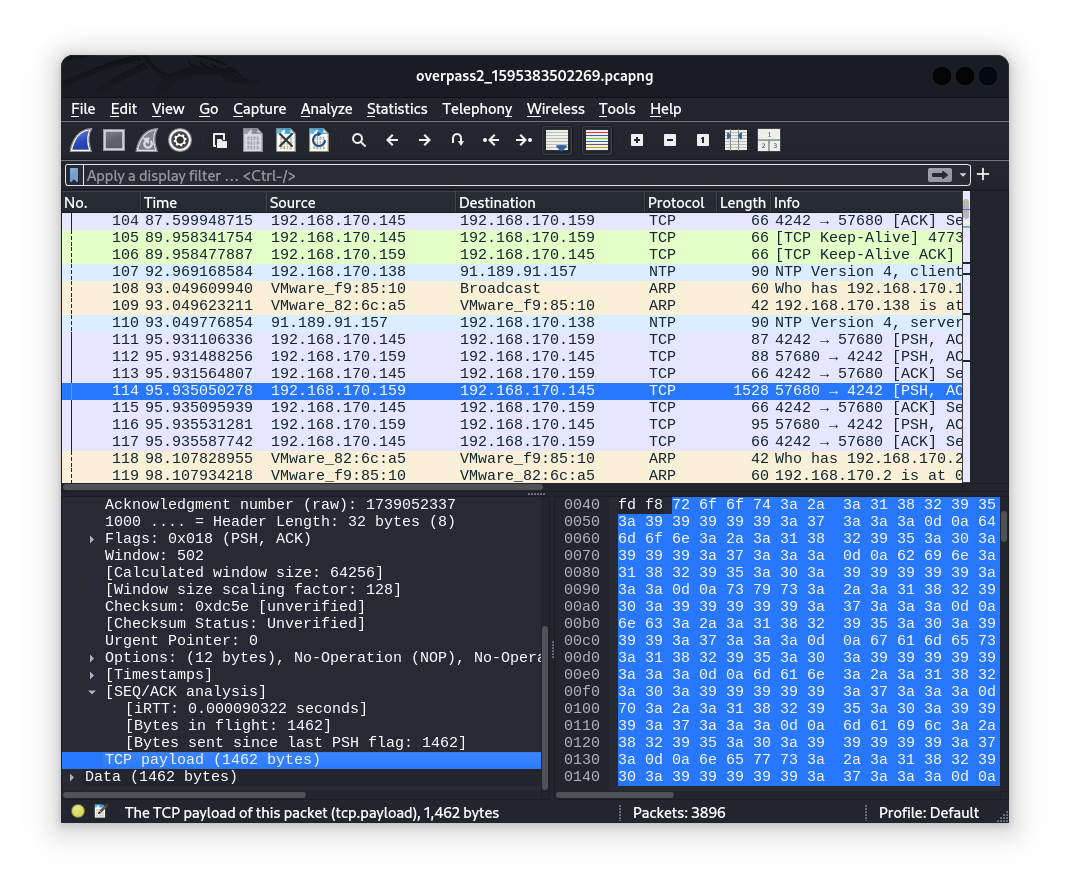 overpass2_1595383502269.pcapng
File Edit View Go Capture Analyze Statistics Telephony Wireless Tools Help
Apply a display filter … <Ctrl-/>
No. Time Source Destination Protocol Length Info
104 87.599948715 192.168.170.145 192.168.170.159 TCP 66 4242 → 57680 [ACK] Se
105 89.958341754 192.168.170.145 192.168.170.159 TCP 66 [TCP Keep-Alive] 4773
106 89.958477887 192.168.170.159 192.168.170.145 TCP 66 [TCP Keep-Alive ACK]
107 92.969168584 192.168.170.138 91.189.91.157 NTP 90 NTP Version 4, client
108 93.049609940 VMware_f9:85:10 Broadcast ARP 60 Who has 192.168.170.1
109 93.049623211 VMware_82:6c:a5 VMware_f9:85:10 ARP 42 192.168.170.138 is at
110 93.049776854 91.189.91.157 192.168.170.138 NTP 90 NTP Version 4, server
111 95.931106336 192.168.170.145 192.168.170.159 TCP 87 4242 → 57680 [PSH, AC
112 95.931488256 192.168.170.159 192.168.170.145 TCP 88 57680 → 4242 [PSH, AC
113 95.931564807 192.168.170.145 192.168.170.159 TCP 66 4242 → 57680 [ACK] Se
114 95.935050278 192.168.170.159 192.168.170.145 TCP 1528 57680 → 4242 [PSH, AC
115 95.935095939 192.168.170.145 192.168.170.159 TCP 66 4242 → 57680 [ACK] Se
116 95.935531281 192.168.170.159 192.168.170.145 TCP 95 57680 → 4242 [PSH, AC
117 95.935587742 192.168.170.145 192.168.170.159 TCP 66 4242 → 57680 [ACK] Se
118 98.107828955 VMware_82:6c:a5 VMware_f9:85:10 ARP 42 Who has 192.168.170.2
119 98.107934218 VMware_f9:85:10 VMware_82:6c:a5 ARP 60 192.168.170.2 is at 0
Acknowledgment number (raw): 1739052337
1000 .... = Header Length: 32 bytes (8)
Flags: 0x018 (PSH, ACK)
Window: 502
[Calculated window size: 64256]
[Window size scaling factor: 128]
Checksum: 0xdc5e [unverified]
[Checksum Status: Unverified]
Urgent Pointer: 0
Options: (12 bytes), No-Operation (NOP), No-Opera
[Timestamps]
[SEQ/ACK analysis]
[iRTT: 0.000090322 seconds]
[Bytes in flight: 1462]
[Bytes sent since last PSH flag: 1462]
TCP payload (1462 bytes)
Data (1462 bytes)
0040 fd f8 72 6f 6f 74 3a 2a 3a 31 38 32 39 35
0050 3a 39 39 39 39 39 3a 37 3a 3a 3a 0d 0a 64
0060 6d 6f 6e 3a 2a 3a 31 38 32 39 35 3a 30 3a
0070 39 39 39 3a 37 3a 3a 3a 0d 0a 62 69 6e 3a
0080 31 38 32 39 35 3a 30 3a 39 39 39 39 39 3a
0090 3a 3a 0d 0a 73 79 73 3a 2a 3a 31 38 32 39
00a0 30 3a 39 39 39 39 39 3a 37 3a 3a 3a 0d 0a
00b0 6e 63 3a 2a 3a 31 38 32 39 35 3a 30 3a 39
00c0 39 39 3a 37 3a 3a 3a 0d 0a 67 61 6d 65 73
00d0 3a 31 38 32 39 35 3a 30 3a 39 39 39 39 39
00e0 3a 3a 3a 0d 0a 6d 61 6e 3a 2a 3a 31 38 32
00f0 3a 30 3a 39 39 39 39 39 3a 37 3a 3a 3a 0d
0100 70 3a 2a 3a 31 38 32 39 35 3a 30 3a 39 39
0110 39 3a 37 3a 3a 3a 0d 0a 6d 61 69 6c 3a 2a
0120 38 32 39 35 3a 30 3a 39 39 39 39 39 3a 37
0130 3a 0d 0a 6e 65 77 73 3a 2a 3a 31 38 32 39
0140 30 3a 39 39 39 39 39 3a 37 3a 3a 3a 0d 0a
The TCP payload of this packet (tcp.payload), 1,462 bytes Packets: 3896 Profile: Default